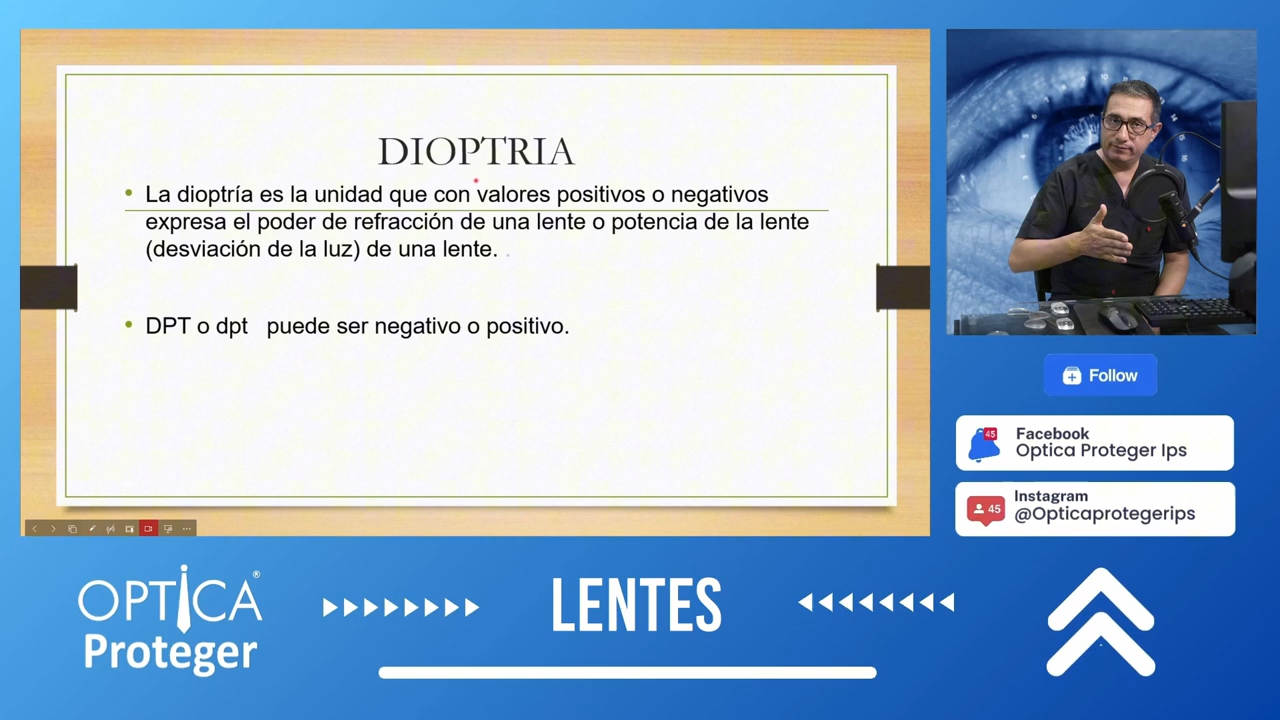 DIOPTRIA
• La dioptría es la unidad que con valores positivos o negativos
expresa el poder de refracción de una lente o potencia de la lente
(desviación de la luz) de una lente.
• DPT o dpt puede ser negativo o positivo.
Follow
45
Facebook
Optica Proteger Ips
45
Instagram
@Opticaprotegerips
OPTICA®
Proteger
LENTES